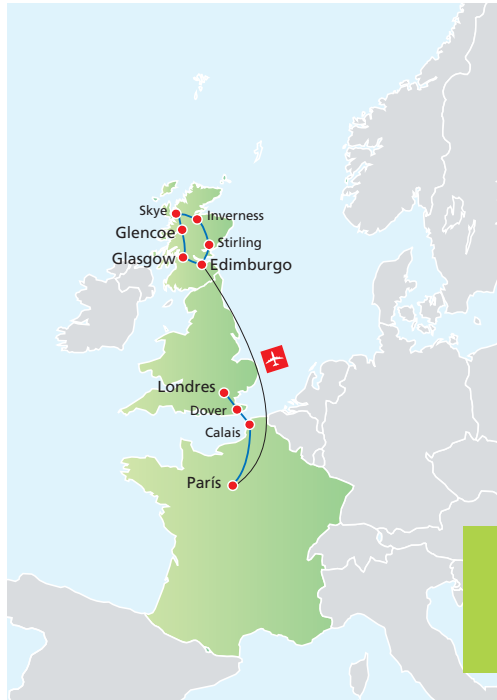 Skye
Inverness
Glencoe
Stirling
Glasgow
Edimburgo
Londres
Dover
Calais
París